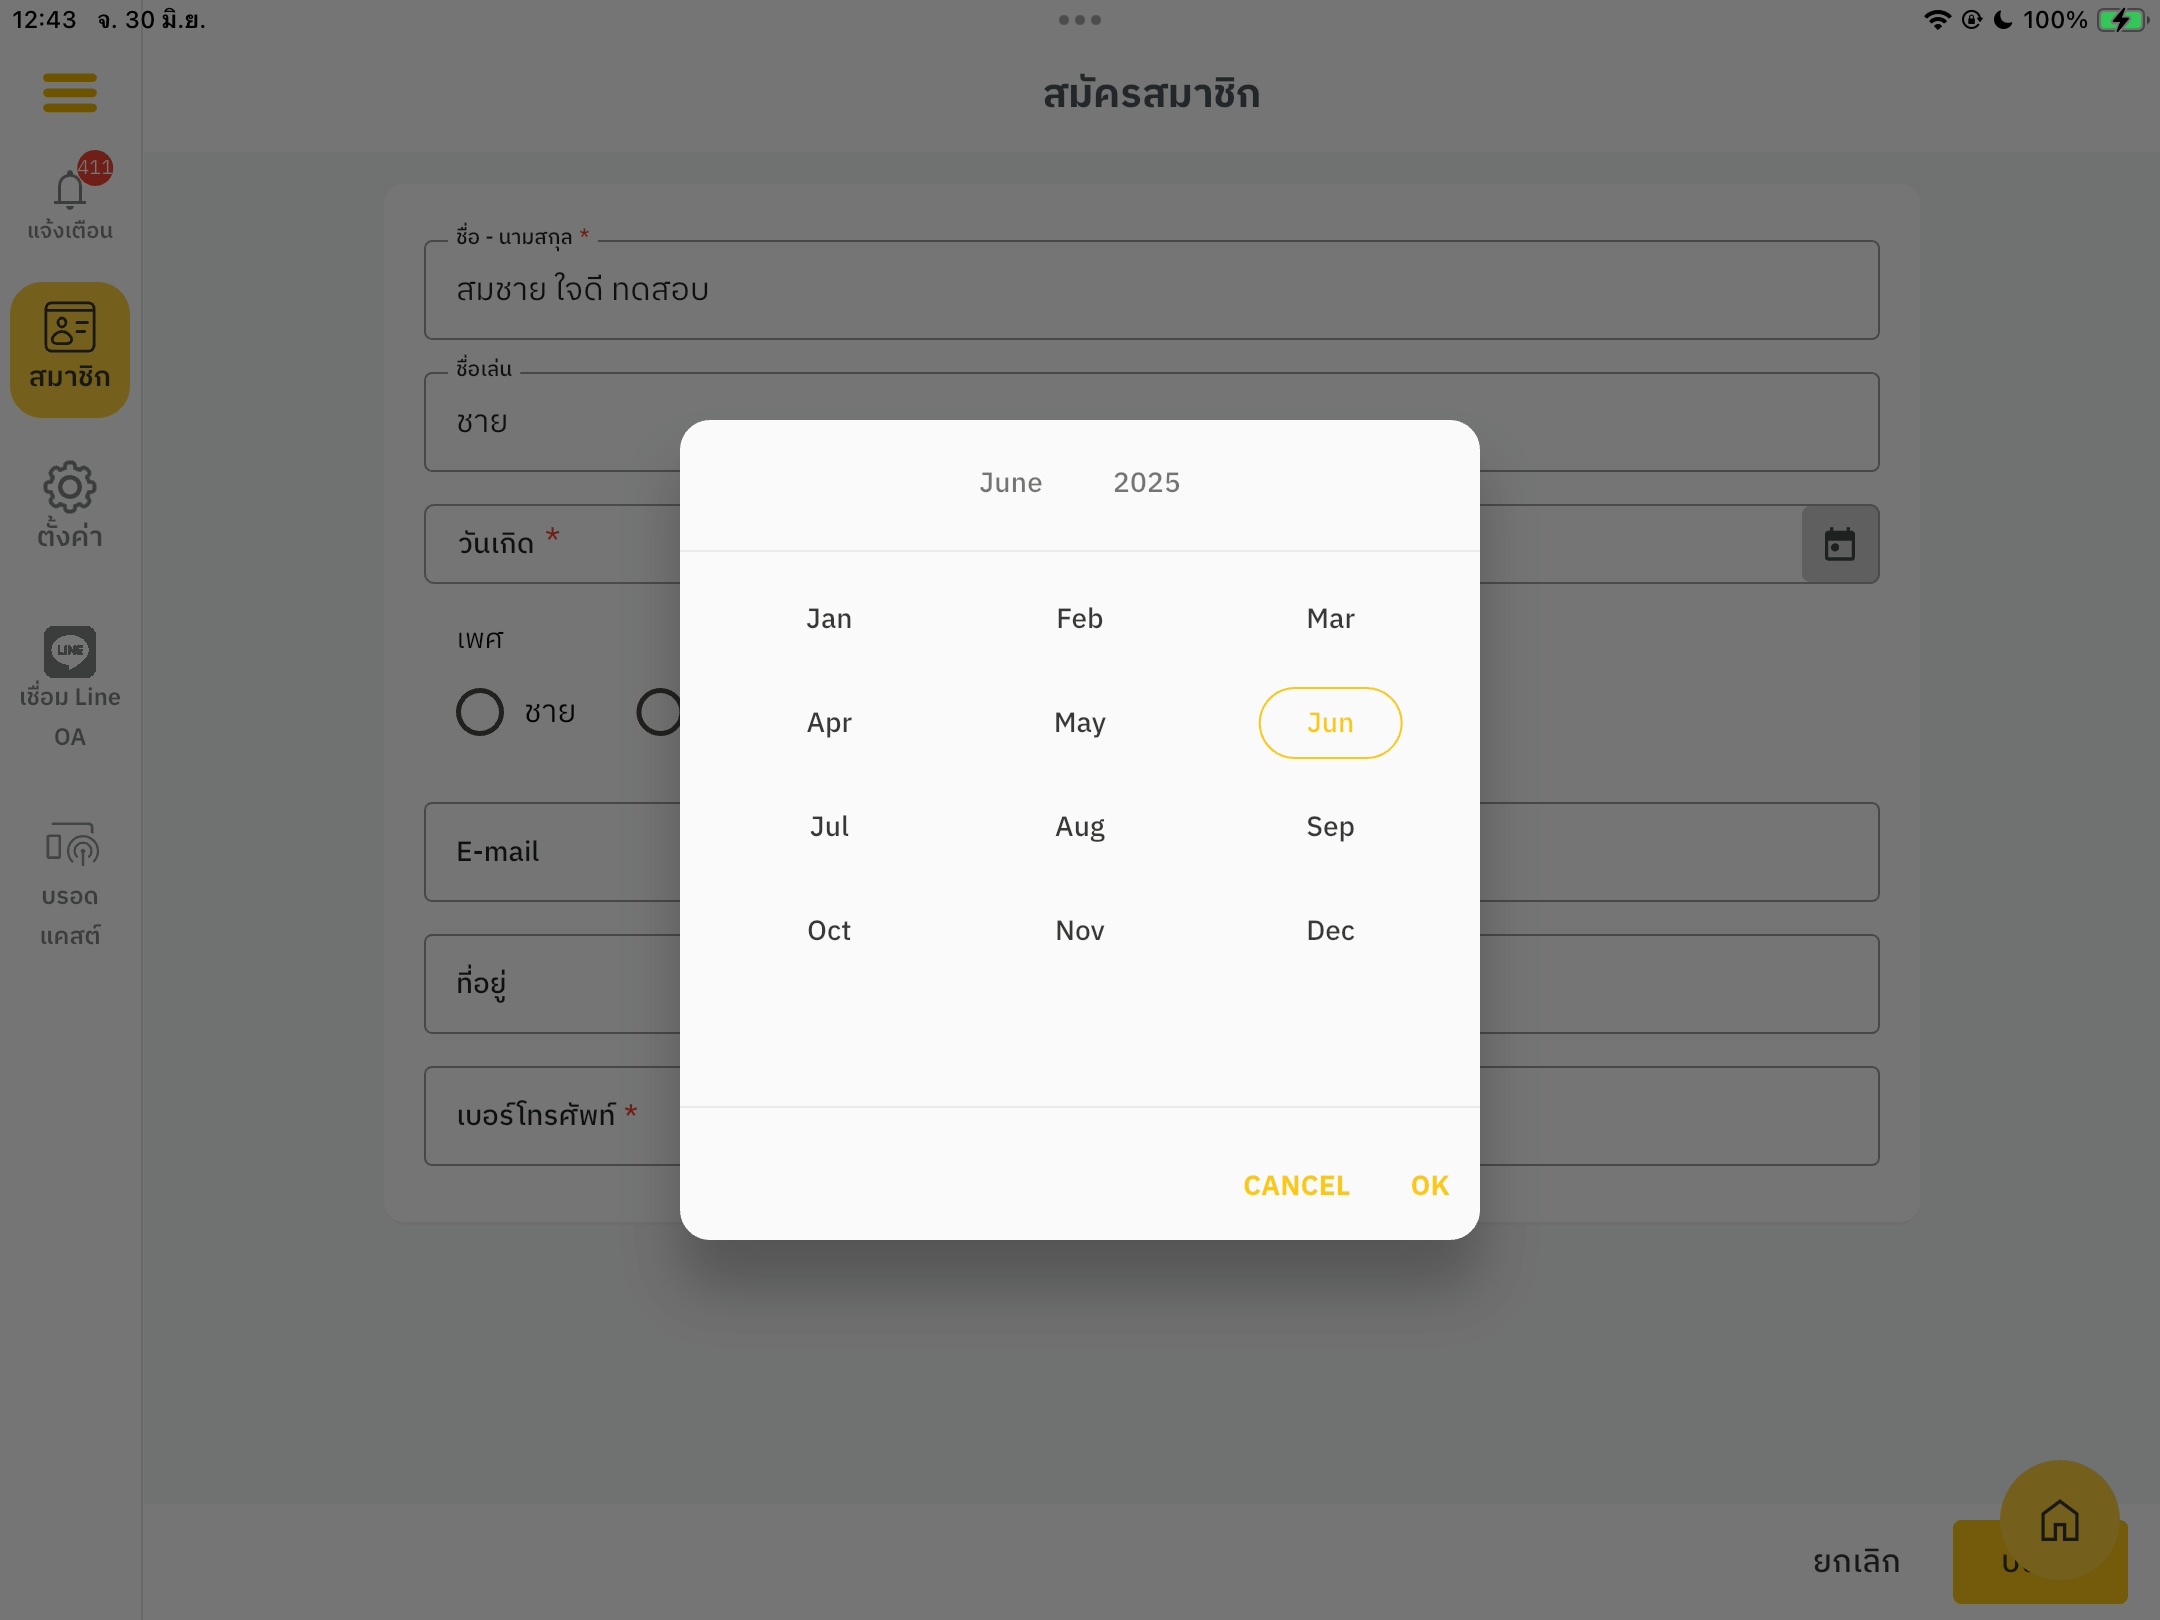 12:43 จ. 30 มิ.ย.
100%
สมัครสมาชิก
411
แจ้งเตือน
สมาชิก
ตั้งค่า
LINE
เชื่อม Line
OA
บรอด
แคสต์
ชื่อ - นามสกุล *
สมชาย ใจดี ทดสอบ
ชื่อเล่น
ชาย
วันเกิด *
เพศ
ชาย
E-mail
ที่อยู่
เบอร์โทรศัพท์ *
June 2025
Jan Feb Mar
Apr May Jun
Jul Aug Sep
Oct Nov Dec
CANCEL OK
ยกเลิก